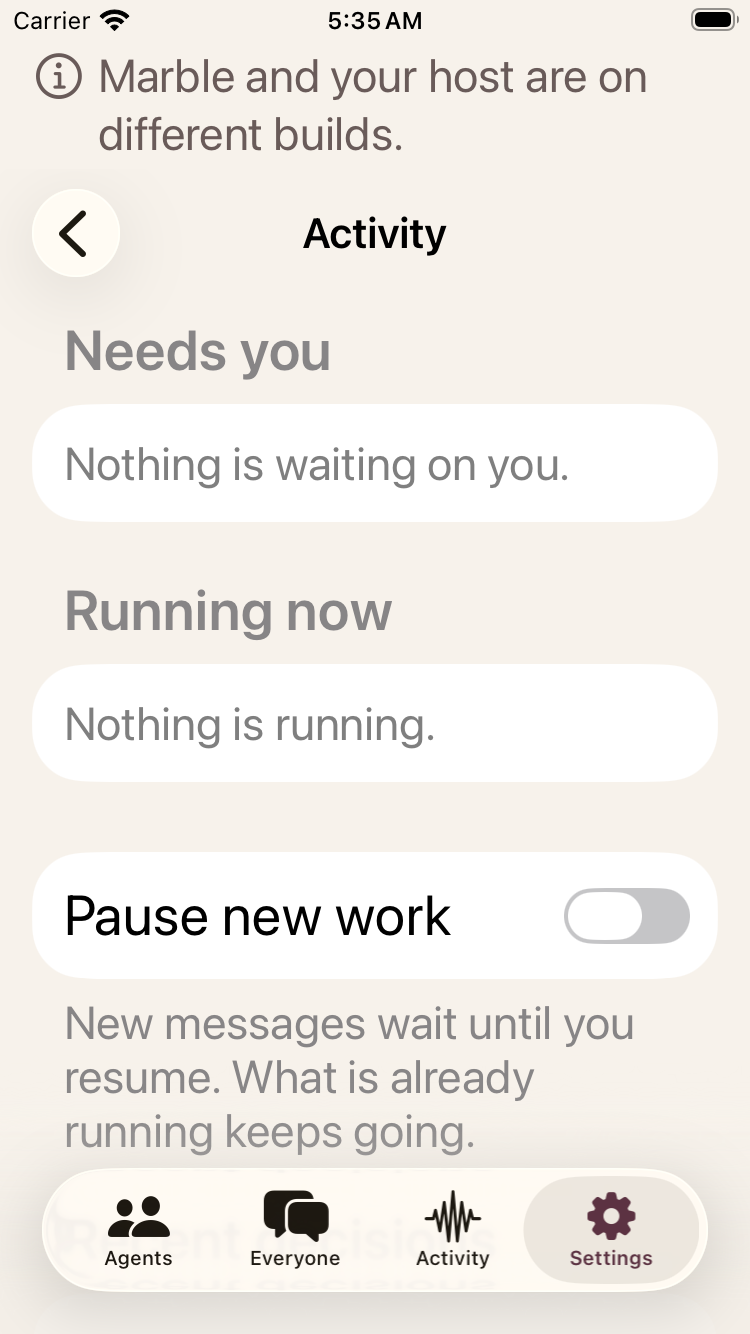 Carrier 5:35 AM
Marble and your host are on
different builds.
Activity
Needs you
Nothing is waiting on you.
Running now
Nothing is running.
Pause new work
New messages wait until you
resume. What is already
running keeps going.
Recent decisions
Agents Everyone Activity Settings